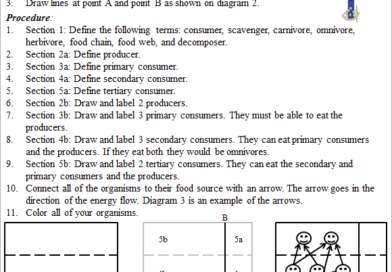 3. Draw lines at point A and point B as shown on diagram 2.
Procedure:
1. Section 1: Define the following terms: consumer, scavenger, carnivore, omnivore,
herbivore, food chain, food web, and decomposer.
2. Section 2a: Define producer.
3. Section 3a: Define primary consumer.
4. Section 4a: Define secondary consumer.
5. Section 5a: Define tertiary consumer.
6. Section 2b: Draw and label 2 producers.
7. Section 3b: Draw and label 3 primary consumers. They must be able to eat the
producers.
8. Section 4b: Draw and label 3 secondary consumers. They can eat primary consumers
and the producers. If they eat both they would be omnivores.
9. Section 5b: Draw and label 2 tertiary consumers. They can eat the secondary and
primary consumers and the producers.
10. Connect all of the organisms to their food source with an arrow. The arrow goes in the
direction of the energy flow. Diagram 3 is an example of the arrows.
11. Color all of your organisms.
B
5b 5a